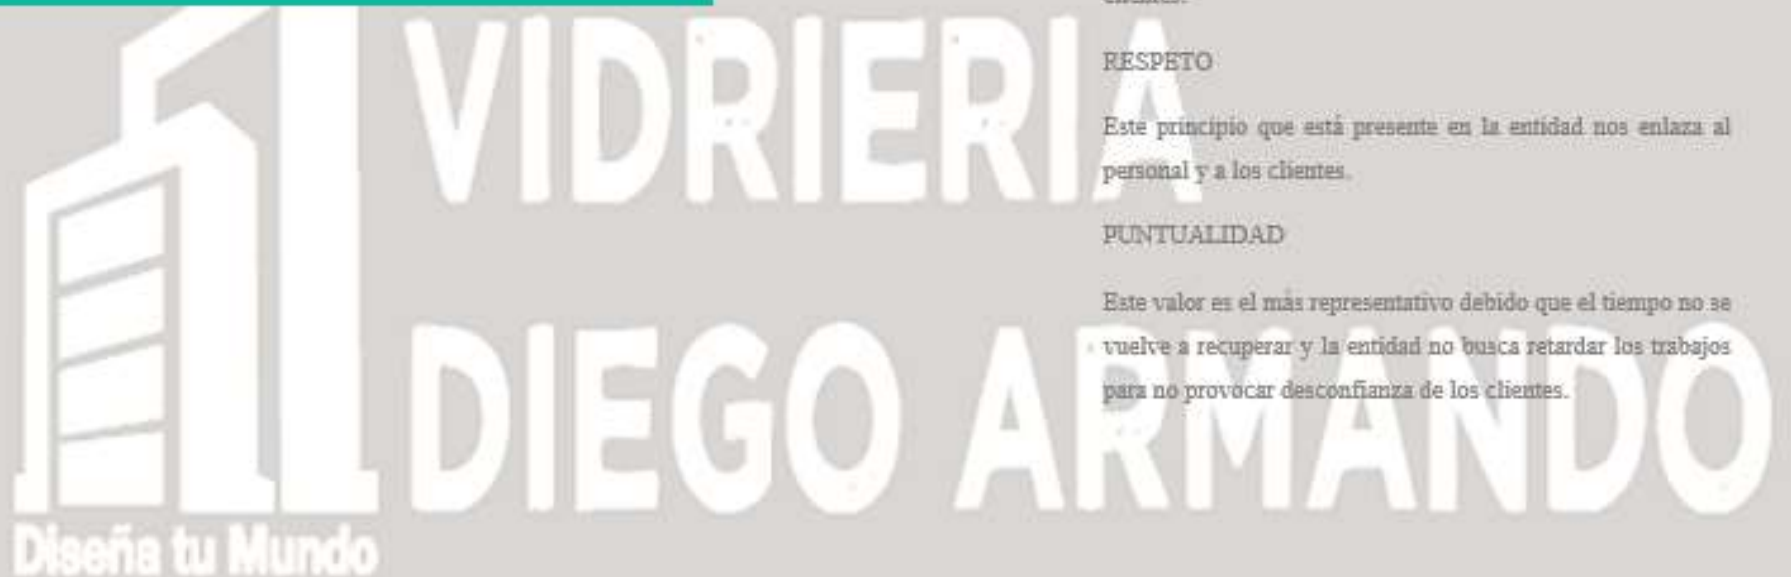 VIDRIERIA
DIEGO ARMANDO
Diseña tu Mundo
RESPETO
Este principio que está presente en la entidad nos enlaza al
personal y a los clientes.
PUNTUALIDAD
Este valor es el más representativo debido que el tiempo no se
vuelve a recuperar y la entidad no busca retardar los trabajos
para no provocar desconfianza de los clientes.